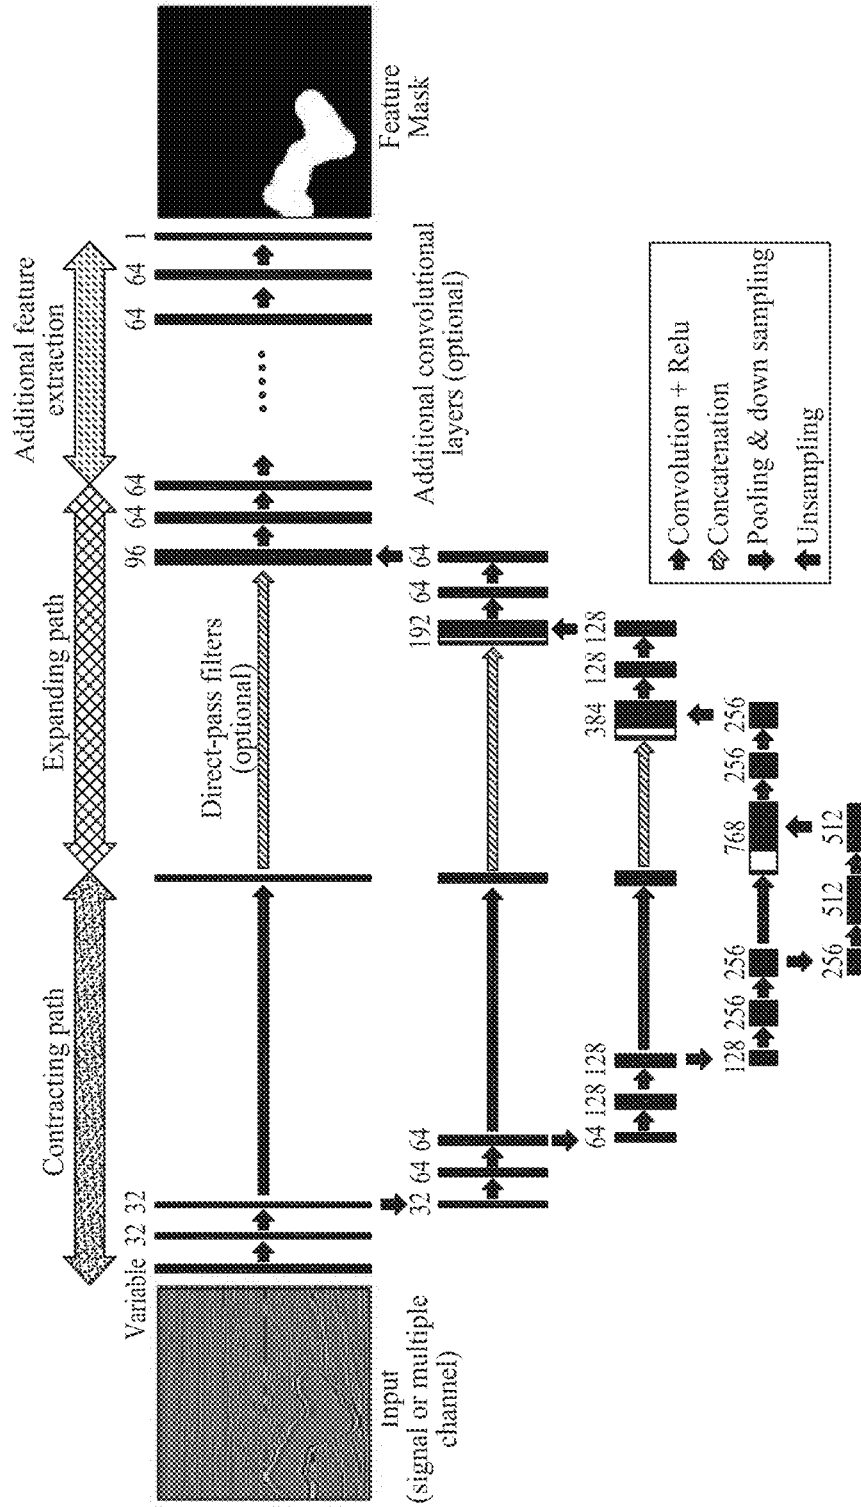 Contracting path
Expanding path
Additional feature
extraction
Variable
32
32
96
64
64
64
64
1
Direct-pass filters
(optional)
Input
(signal or multiple
channel)
Additional convolutional
layers (optional)
Feature
Mask
32
64
64
192
64
64
64
128
128
384
128
128
128
256
256
768
256
256
256
512
512
Convolution + Relu
Concatenation
Pooling & down sampling
Unsampling